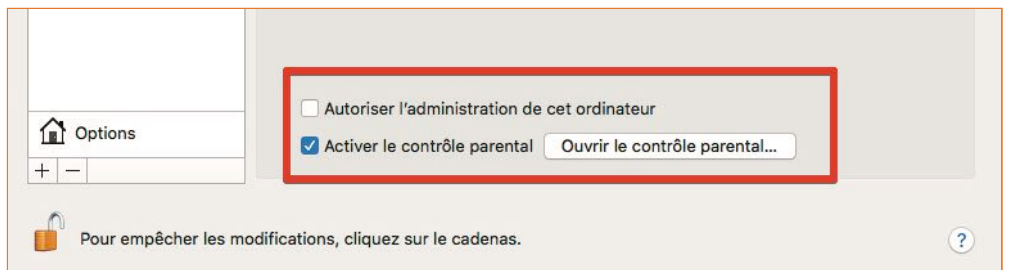 Autoriser l'administration de cet ordinateur
Options
Activer le contrôle parental Ouvrir le contrôle parental...
+ −
Pour empêcher les modifications, cliquez sur le cadenas. ?